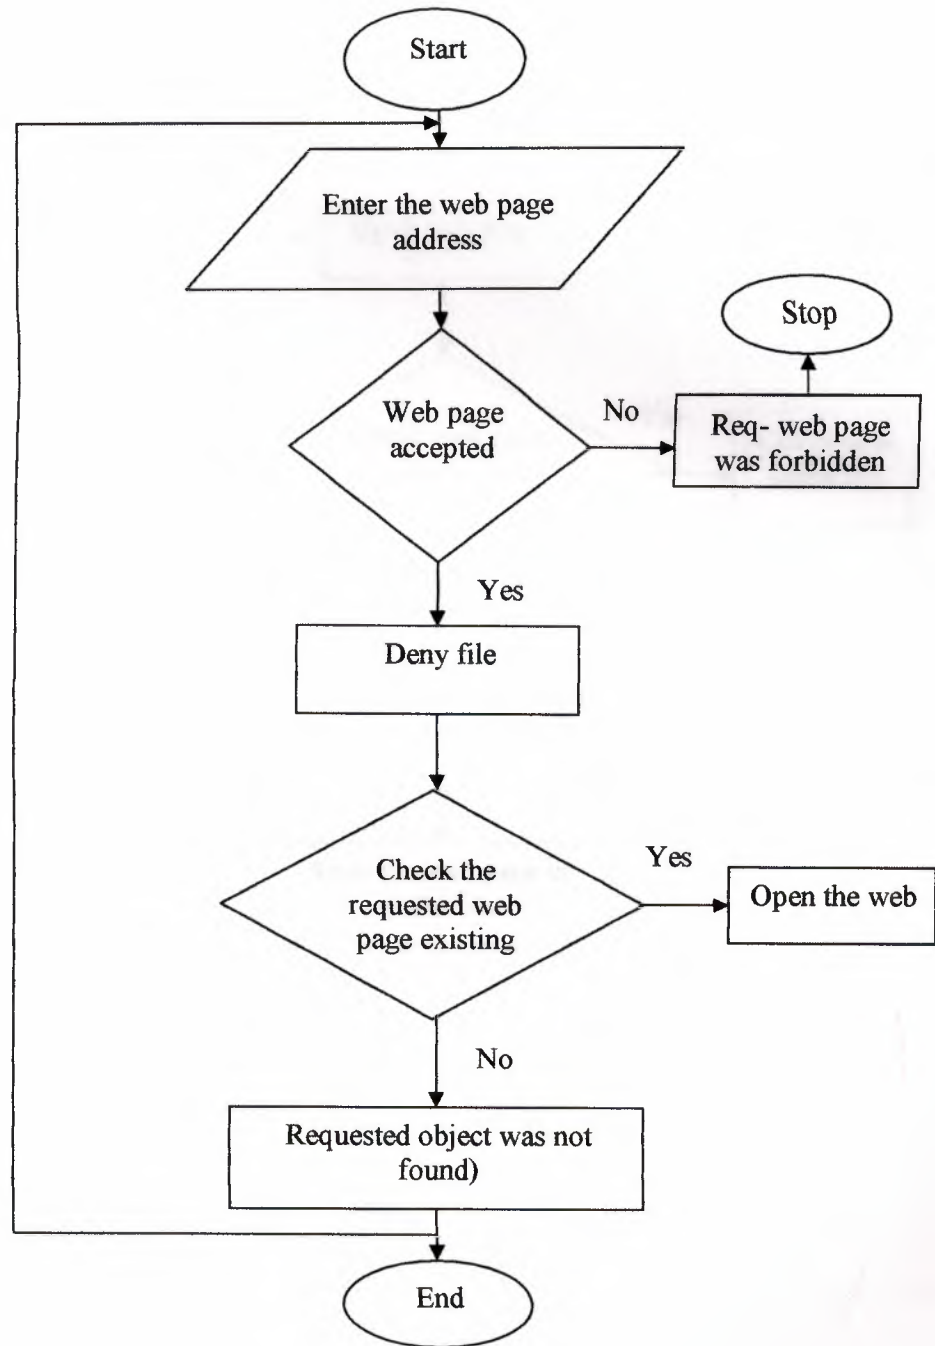 Start
Enter the web page
address
Stop
Web page
accepted
No
Req- web page
was forbidden
Yes
Deny file
Check the
requested web
page existing
Yes
Open the web
No
Requested object was not
found)
End